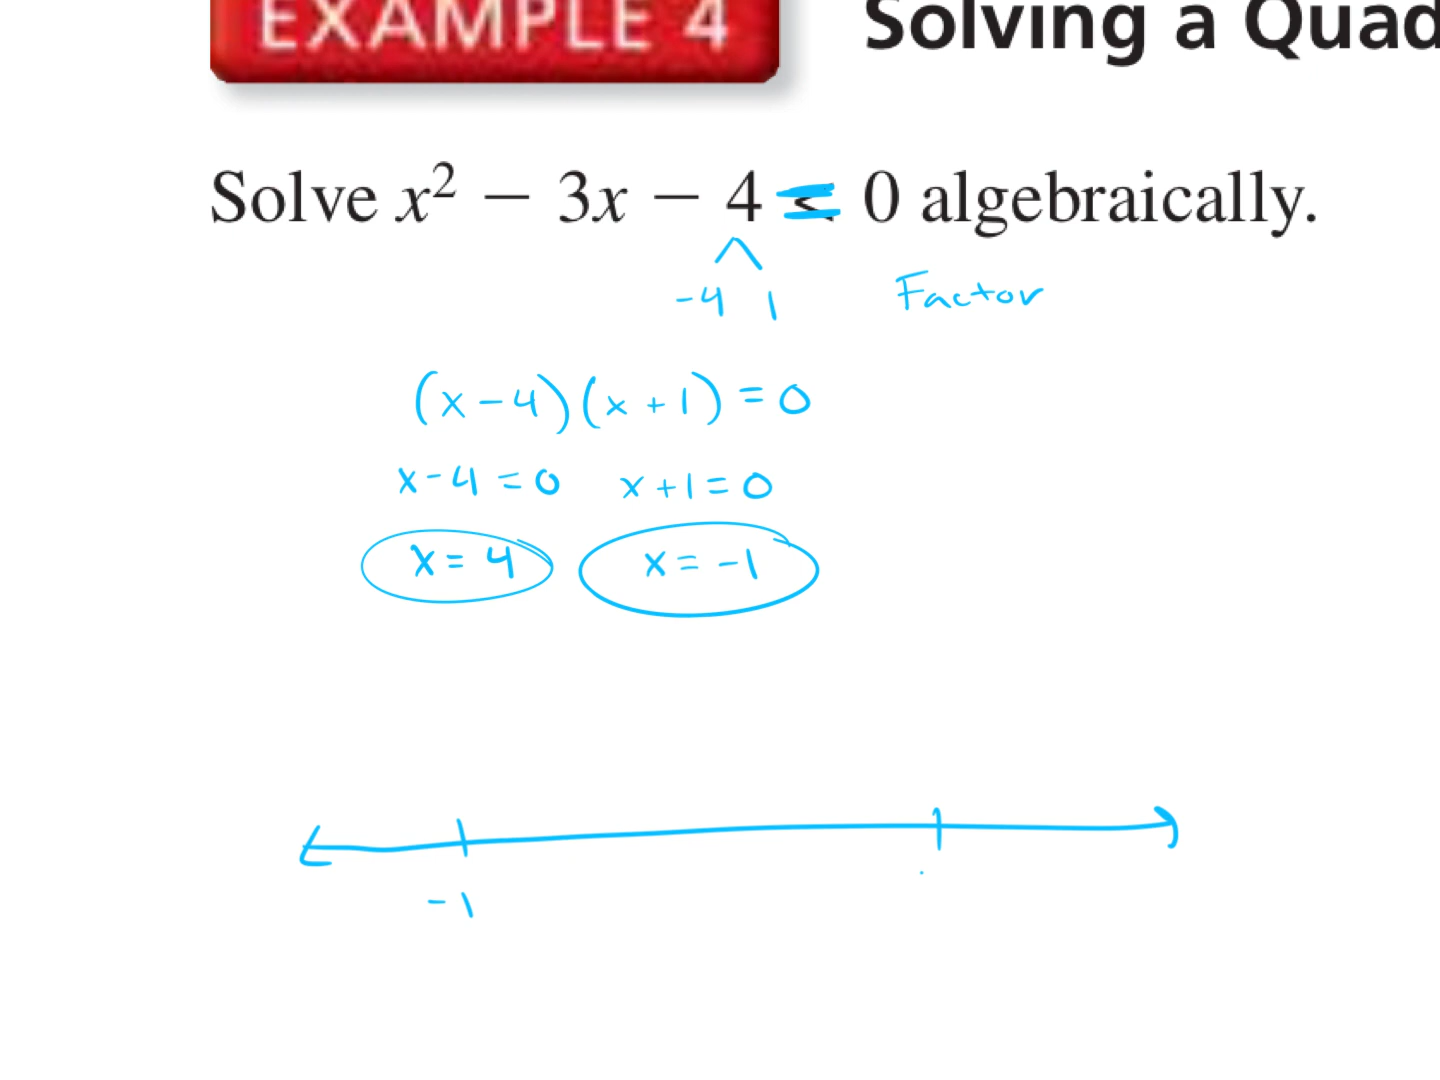 EXAMPLE 4 Solving a Quad
Solve x² − 3x − 4 = 0 algebraically.
-4 1 Factor
(x-4)(x+1)=0
x-4=0 x+1=0
x=4 x=-1
-1